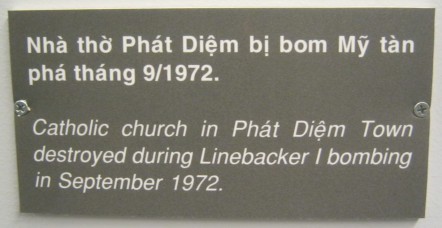 Nhà thờ Phát Diệm bị bom Mỹ tàn
phá tháng 9/1972.
Catholic church in Phát Diệm Town
destroyed during Linebacker I bombing
in September 1972.